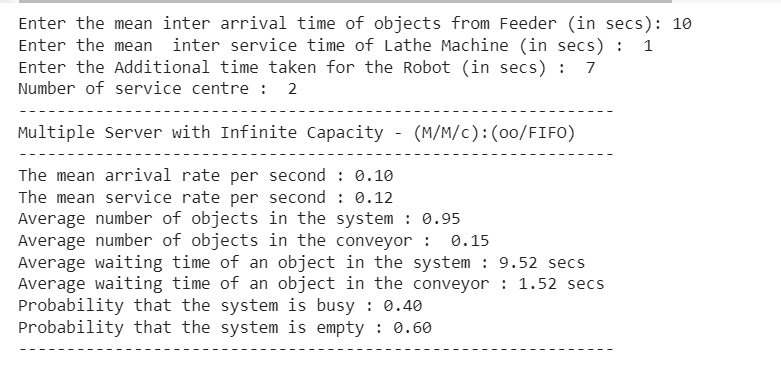 Enter the mean inter arrival time of objects from Feeder (in secs): 10
Enter the mean  inter service time of Lathe Machine (in secs) :  1
Enter the Additional time taken for the Robot (in secs) :  7
Number of service centre :  2
---------------------------------------------------------------
Multiple Server with Infinite Capacity - (M/M/c):(oo/FIFO)
---------------------------------------------------------------
The mean arrival rate per second : 0.10
The mean service rate per second : 0.12
Average number of objects in the system : 0.95
Average number of objects in the conveyor :  0.15
Average waiting time of an object in the system : 9.52 secs
Average waiting time of an object in the conveyor : 1.52 secs
Probability that the system is busy : 0.40
Probability that the system is empty : 0.60
---------------------------------------------------------------